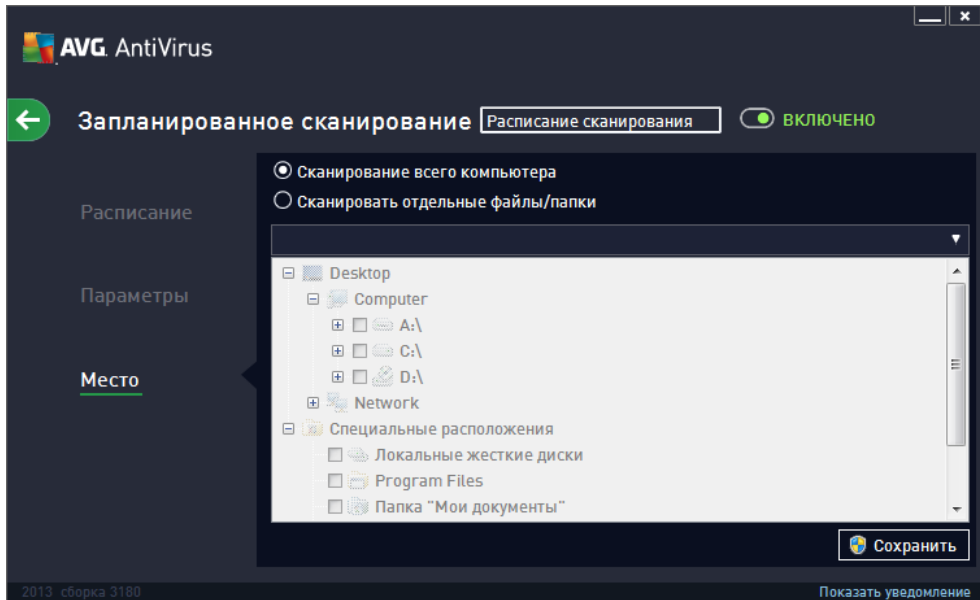 AVG. AntiVirus
Запланированное сканирование
Расписание сканирования
ВКЛЮЧЕНО
Расписание
Параметры
Место
Сканирование всего компьютера
Сканировать отдельные файлы/папки
Desktop
Computer
A:\
C:\
D:\
Network
Специальные расположения
Локальные жесткие диски
Program Files
Папка "Мои документы"
Сохранить
2013 сборка 3180
Показать уведомление